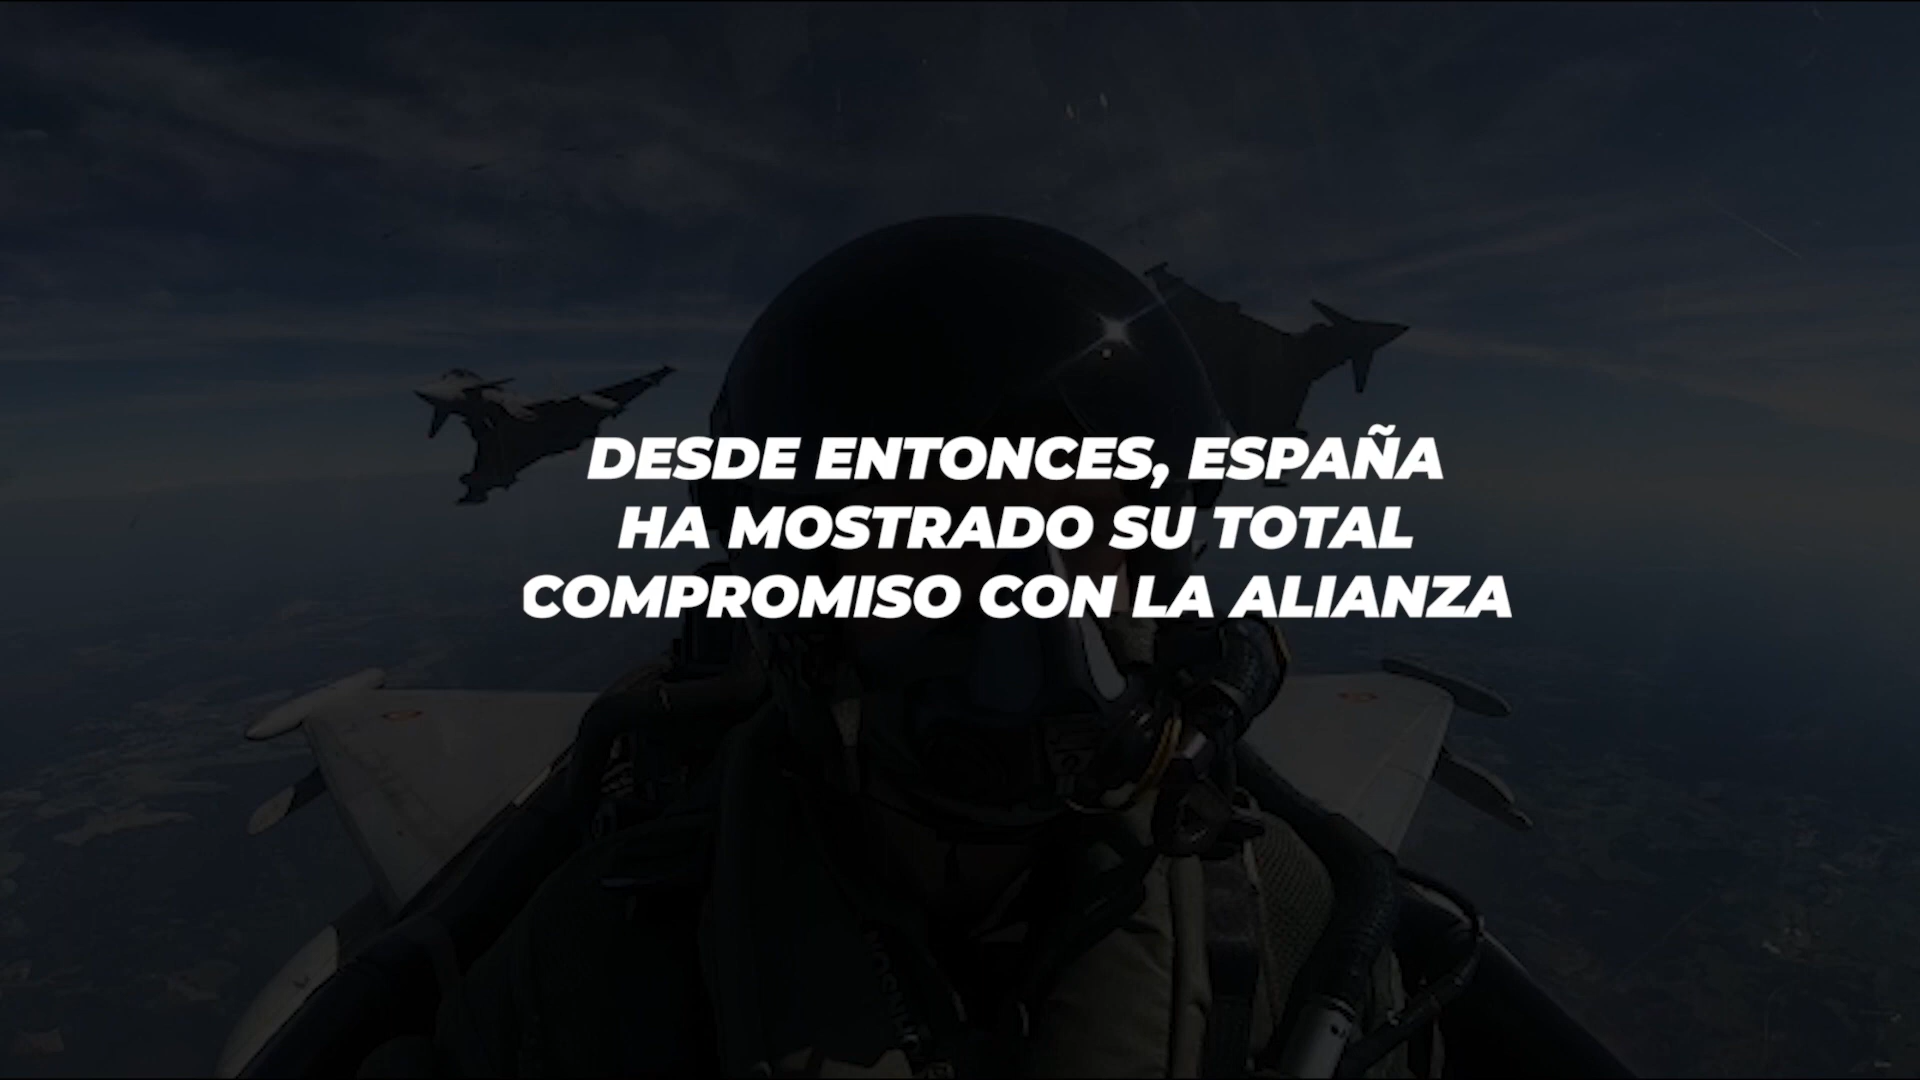 DESDE ENTONCES, ESPAÑA
HA MOSTRADO SU TOTAL
COMPROMISO CON LA ALIANZA